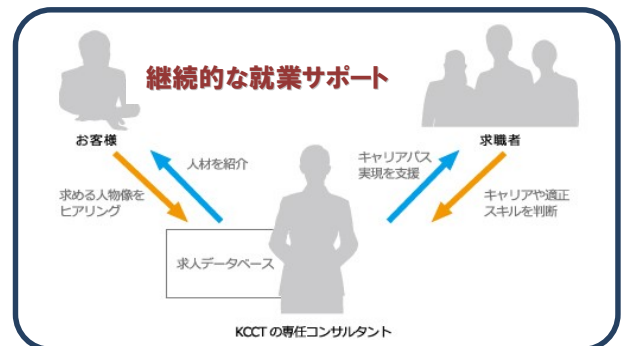 継続的な就業サポート
お客様
求職者
人材を紹介
キャリアパス
実現を支援
求める人物像を
ヒアリング
キャリアや適正
スキルを判断
求人データベース
KCCTの専任コンサルタント